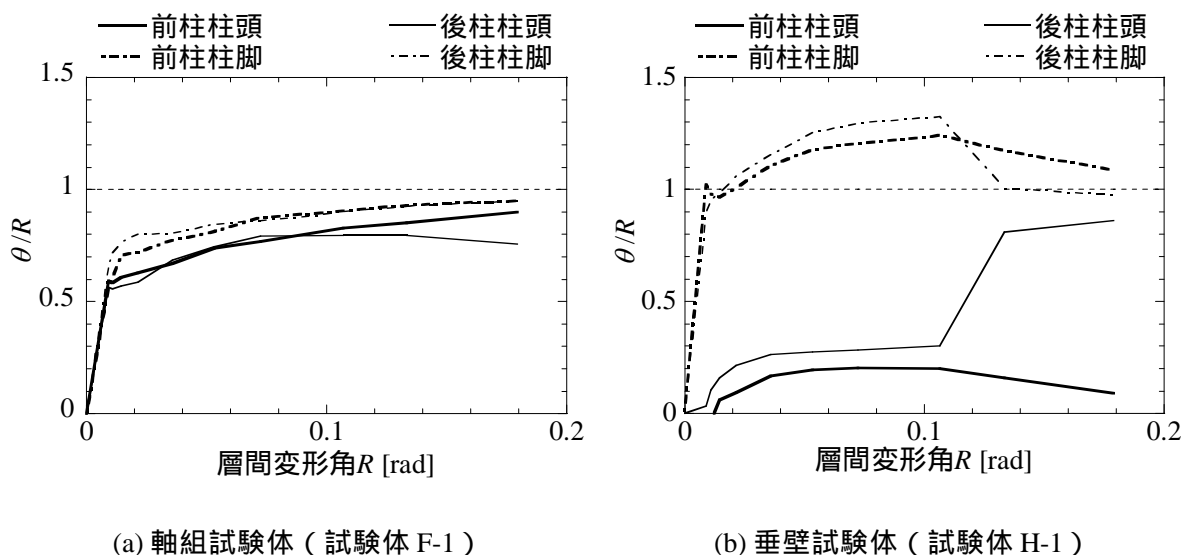 前柱柱頭 後柱柱頭
前柱柱脚 後柱柱脚
1.5
1
0.5
0
θ/R
0 0.1 0.2
層間変形角R [rad]
(a) 軸組試験体（試験体 F-1）
前柱柱頭 後柱柱頭
前柱柱脚 後柱柱脚
1.5
1
0.5
0
θ/R
0 0.1 0.2
層間変形角R [rad]
(b) 垂壁試験体（試験体 H-1）